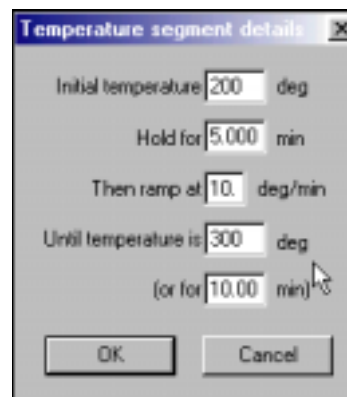 Temperature segment details
Initial temperature 200 deg
Hold for 5.000 min
Then ramp at 10. deg/min
Until temperature is 300 deg
(or for 10.00 min)
OK Cancel